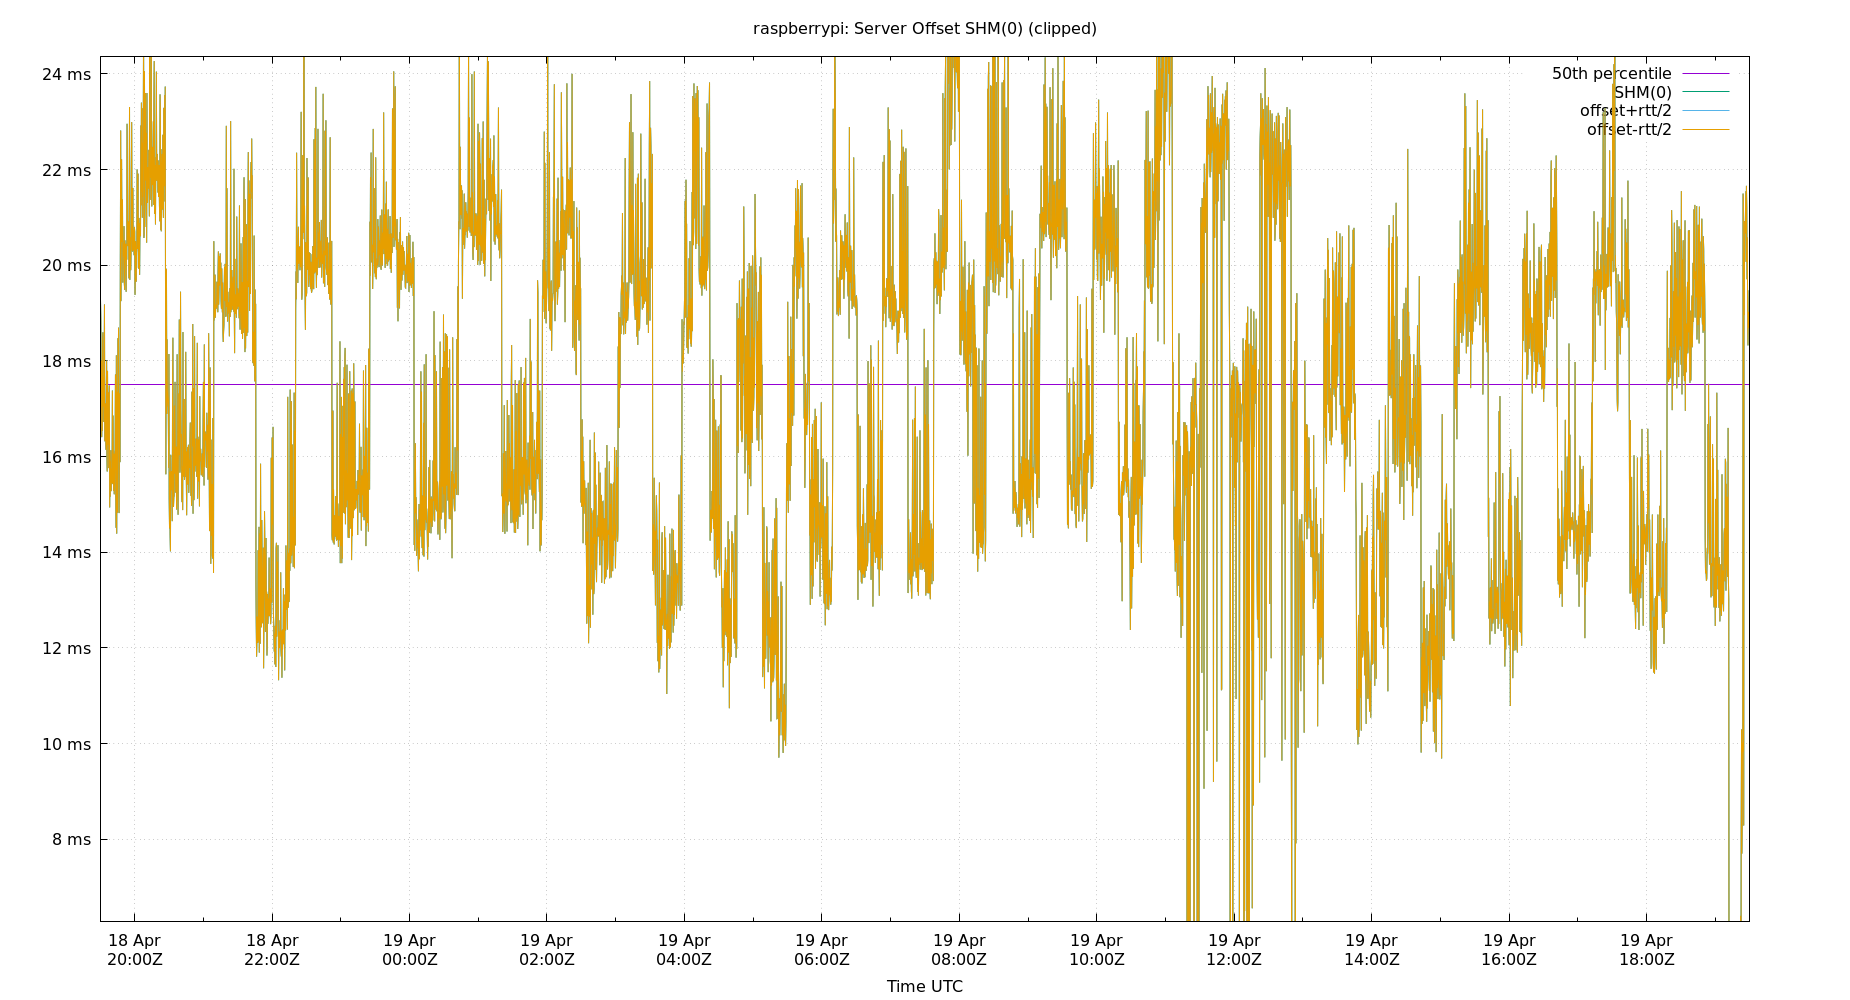 raspberrypi: Server Offset SHM(0) (clipped)
24 ms
22 ms
20 ms
18 ms
16 ms
14 ms
12 ms
10 ms
8 ms
50th percentile
SHM(0)
offset+rtt/2
offset-rtt/2
18 Apr 18 Apr 19 Apr 19 Apr 19 Apr 19 Apr 19 Apr 19 Apr 19 Apr 19 Apr 19 Apr 19 Apr
20:00Z 22:00Z 00:00Z 02:00Z 04:00Z 06:00Z 08:00Z 10:00Z 12:00Z 14:00Z 16:00Z 18:00Z
Time UTC